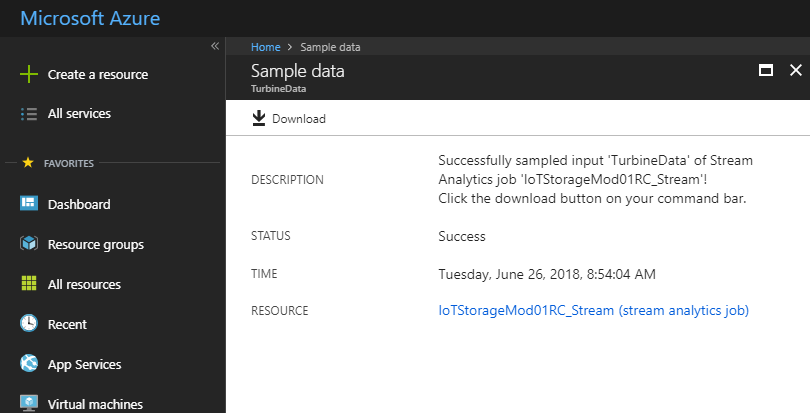 Microsoft Azure
«
Create a resource
All services
FAVORITES
Dashboard
Resource groups
All resources
Recent
App Services
Virtual machines
Home > Sample data
Sample data
TurbineData
Download
DESCRIPTION
Successfully sampled input 'TurbineData' of Stream
Analytics job 'IoTStorageMod01RC_Stream'!
Click the download button on your command bar.
STATUS
Success
TIME
Tuesday, June 26, 2018, 8:54:04 AM
RESOURCE
IoTStorageMod01RC_Stream (stream analytics job)